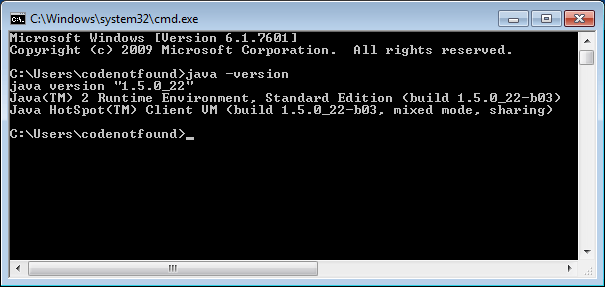 C:\Windows\system32\cmd.exe
Microsoft Windows [Version 6.1.7601]
Copyright (c) 2009 Microsoft Corporation.  All rights reserved.
C:\Users\codenotfound>java -version
java version "1.5.0_22"
Java(TM) 2 Runtime Environment, Standard Edition (build 1.5.0_22-b03)
Java HotSpot(TM) Client VM (build 1.5.0_22-b03, mixed mode, sharing)
C:\Users\codenotfound>_